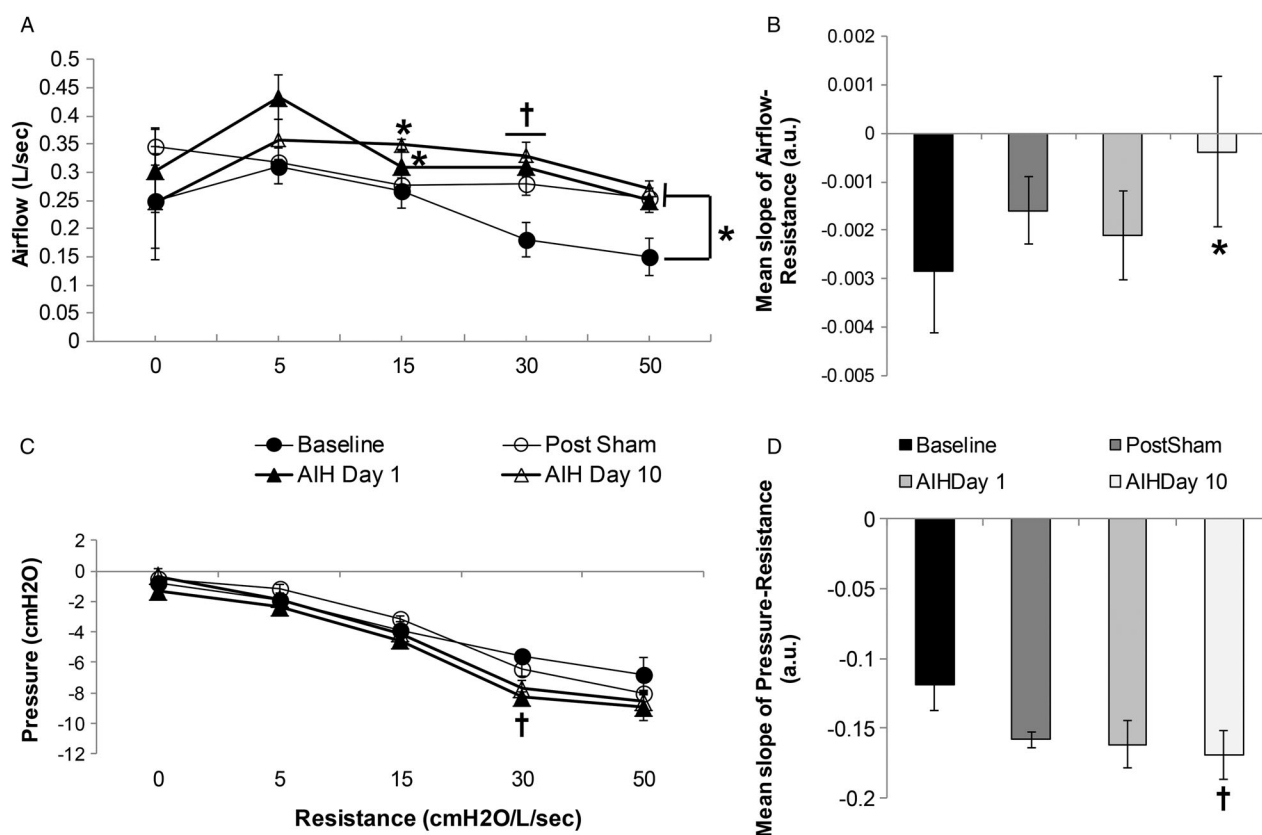 A
B
Airflow (L/sec)
0.5
0.45
0.4
0.35
0.3
0.25
0.2
0.15
0.1
0.05
0
*
*
†
*
0 5 15 30 50
Mean slope of Airflow-
Resistance (a.u.)
0.002
0.001
0
-0.001
-0.002
-0.003
-0.004
-0.005
*
C
Baseline Post Sham
AIH Day 1 AIH Day 10
D
Baseline PostSham
AIHDay 1 AIHDay 10
Pressure (cmH2O)
2
0
-2
-4
-6
-8
-10
-12
†
0 5 15 30 50
Resistance (cmH2O/L/sec)
Mean slope of Pressure-Resistance
(a.u.)
0
-0.05
-0.1
-0.15
-0.2
†